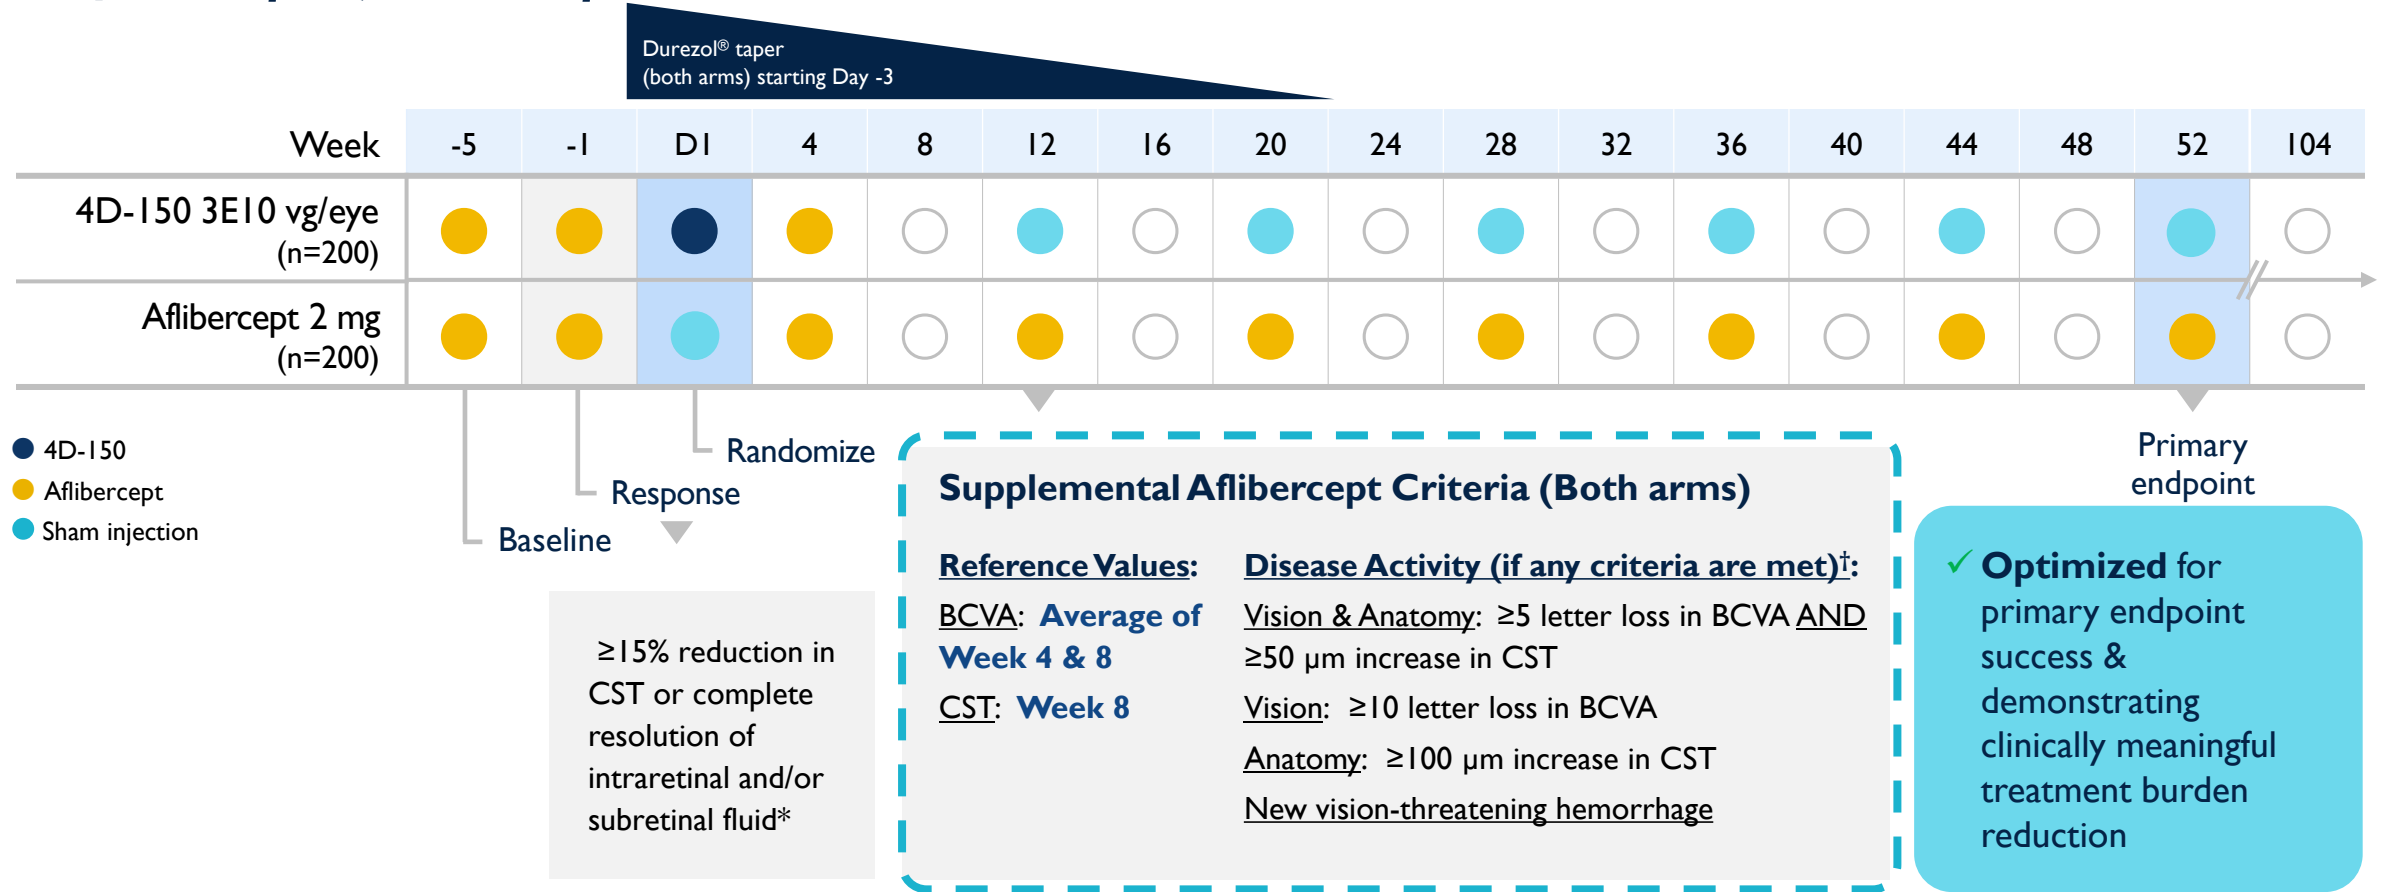 Durezol® taper
(both arms) starting Day -3
Week -5 -1 D1 4 8 12 16 20 24 28 32 36 40 44 48 52 104
4D-150 3E10 vg/eye
(n=200)
Aflibercept 2 mg
(n=200)
4D-150
Aflibercept
Sham injection
Baseline
Response
Randomize
≥15% reduction in
CST or complete
resolution of
intraretinal and/or
subretinal fluid*
Supplemental Aflibercept Criteria (Both arms)
Reference Values:
BCVA: Average of
Week 4 & 8
CST: Week 8
Disease Activity (if any criteria are met)†:
Vision & Anatomy: ≥5 letter loss in BCVA AND
≥50 µm increase in CST
Vision: ≥10 letter loss in BCVA
Anatomy: ≥100 µm increase in CST
New vision-threatening hemorrhage
Primary
endpoint
✓ Optimized for
primary endpoint
success &
demonstrating
clinically meaningful
treatment burden
reduction